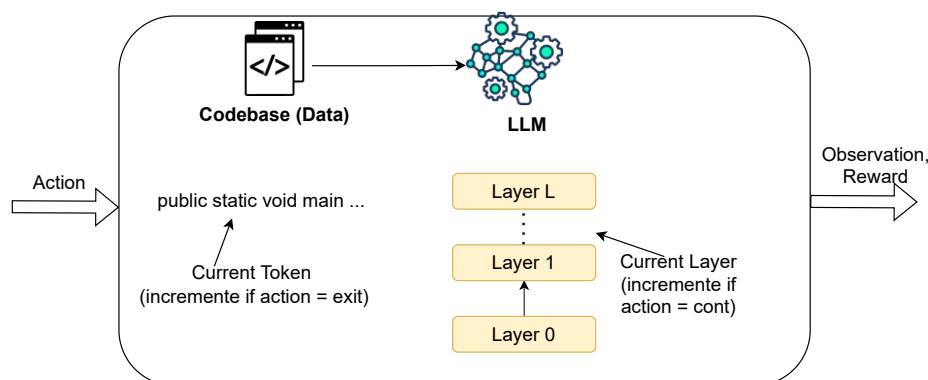 </>
Codebase (Data)
LLM
Action
Observation,
Reward
public static void main ...
Current Token
(incremente if action = exit)
Layer L
Layer 1
Layer 0
Current Layer
(incremente if
action = cont)